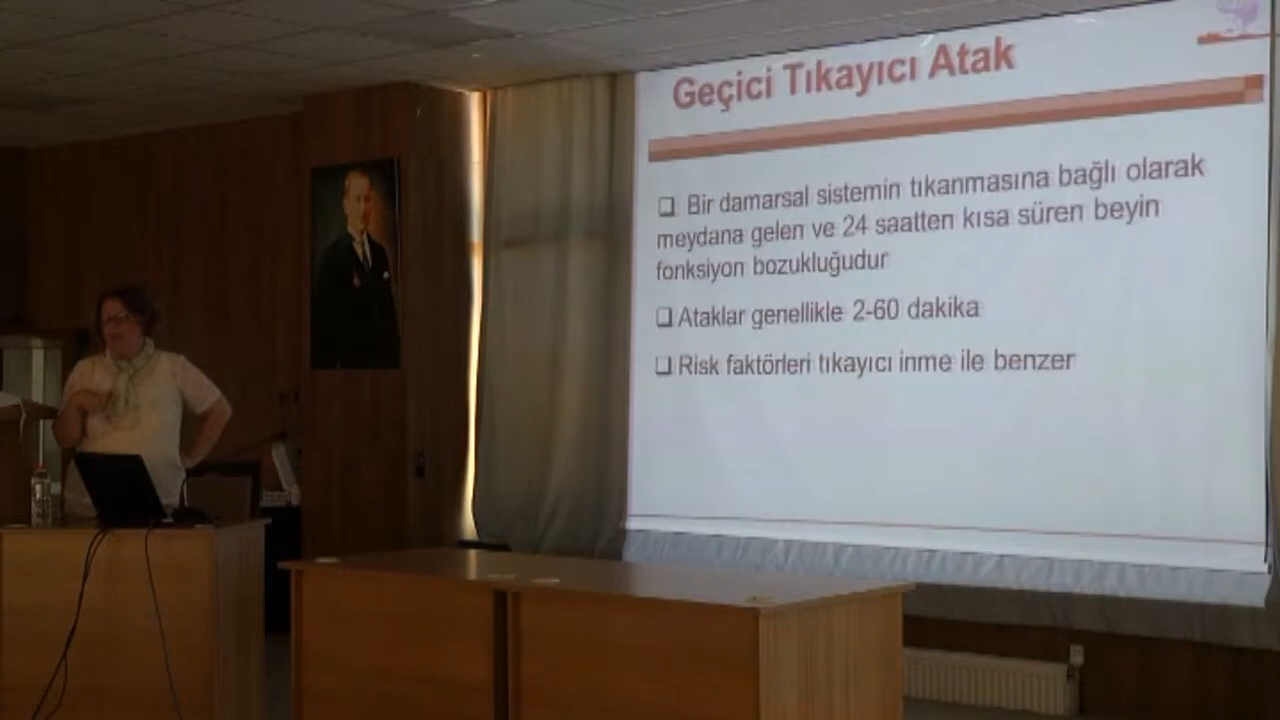 Geçici Tıkayıcı Atak
❑ Bir damarsal sistemin tıkanmasına bağlı olarak
meydana gelen ve 24 saatten kısa süren beyin
fonksiyon bozukluğudur
❑ Ataklar genellikle 2-60 dakika
❑ Risk faktörleri tıkayıcı inme ile benzer